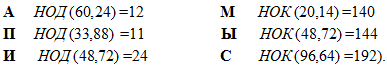 А НОД(60,24)=12 М НОК(20,14)=140
П НОД(33,88)=11 Ы НОК(48,72)=144
И НОД(48,72)=24 С НОК(96,64)=192).